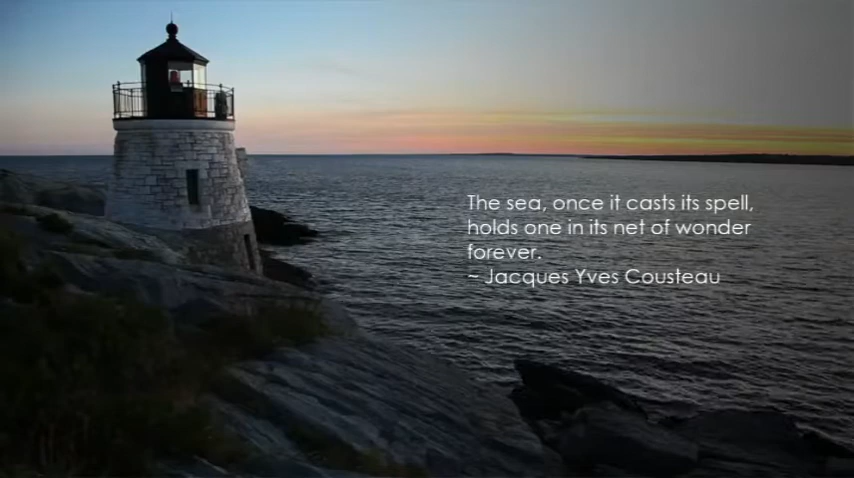 The sea, once it casts its spell,
holds one in its net of wonder
forever.
~ Jacques Yves Cousteau